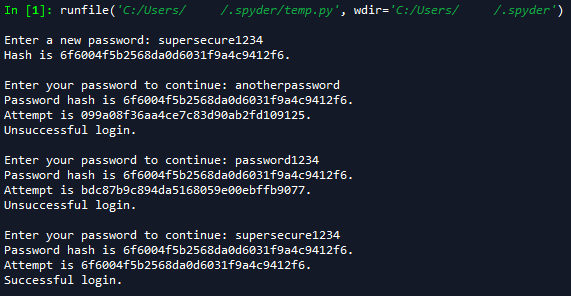 In [1]: runfile('C:/Users/ /.spyder/temp.py', wdir='C:/Users/ /.spyder')
Enter a new password: supersecure1234
Hash is 6f6004f5b2568da0d6031f9a4c9412f6.
Enter your password to continue: anotherpassword
Password hash is 6f6004f5b2568da0d6031f9a4c9412f6.
Attempt is 099a08f36aa4ce7c83d90ab2fd109125.
Unsuccessful login.
Enter your password to continue: password1234
Password hash is 6f6004f5b2568da0d6031f9a4c9412f6.
Attempt is bdc87b9c894da5168059e00ebffb9077.
Unsuccessful login.
Enter your password to continue: supersecure1234
Password hash is 6f6004f5b2568da0d6031f9a4c9412f6.
Attempt is 6f6004f5b2568da0d6031f9a4c9412f6.
Successful login.